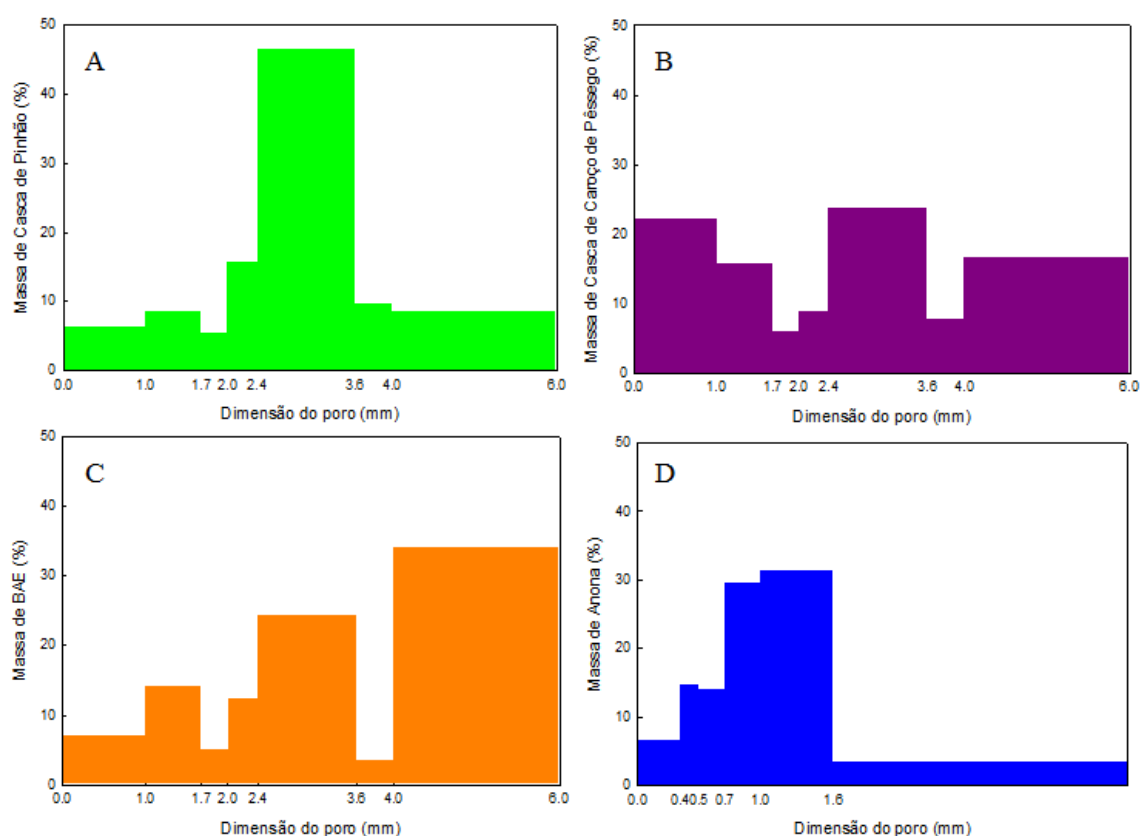 A
Massa de Casca de Pinhão (%)
50
40
30
20
10
0
0.0 1.0 1.7 2.0 2.4 3.6 4.0 6.0
Dimensão do poro (mm)
B
Massa de Casca de Caroço de Pêssego (%)
50
40
30
20
10
0
0.0 1.0 1.7 2.0 2.4 3.6 4.0 6.0
Dimensão do poro (mm)
C
Massa de BAE (%)
50
40
30
20
10
0
0.0 1.0 1.7 2.0 2.4 3.6 4.0 6.0
Dimensão do poro (mm)
D
Massa de Anona (%)
50
40
30
20
10
0
0.0 0.4 0.5 0.7 1.0 1.6
Dimensão do poro (mm)